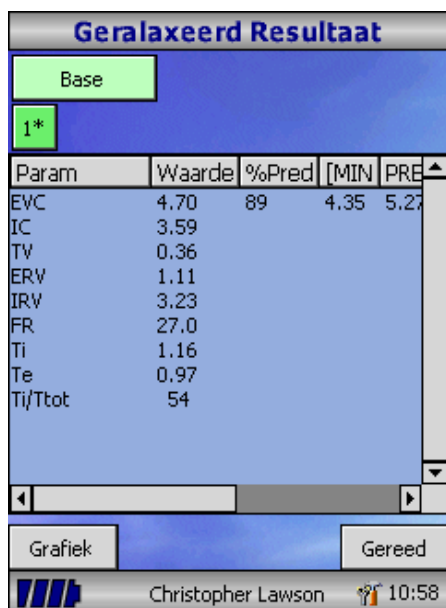 Geralaxeerd Resultaat
Base
1*
Param Waarde %Pred [MIN PRE
EVC 4.70 89 4.35 5.27
IC 3.59
TV 0.36
ERV 1.11
IRV 3.23
FR 27.0
Ti 1.16
Te 0.97
Ti/Ttot 54
Grafiek Gereed
Christopher Lawson 10:58